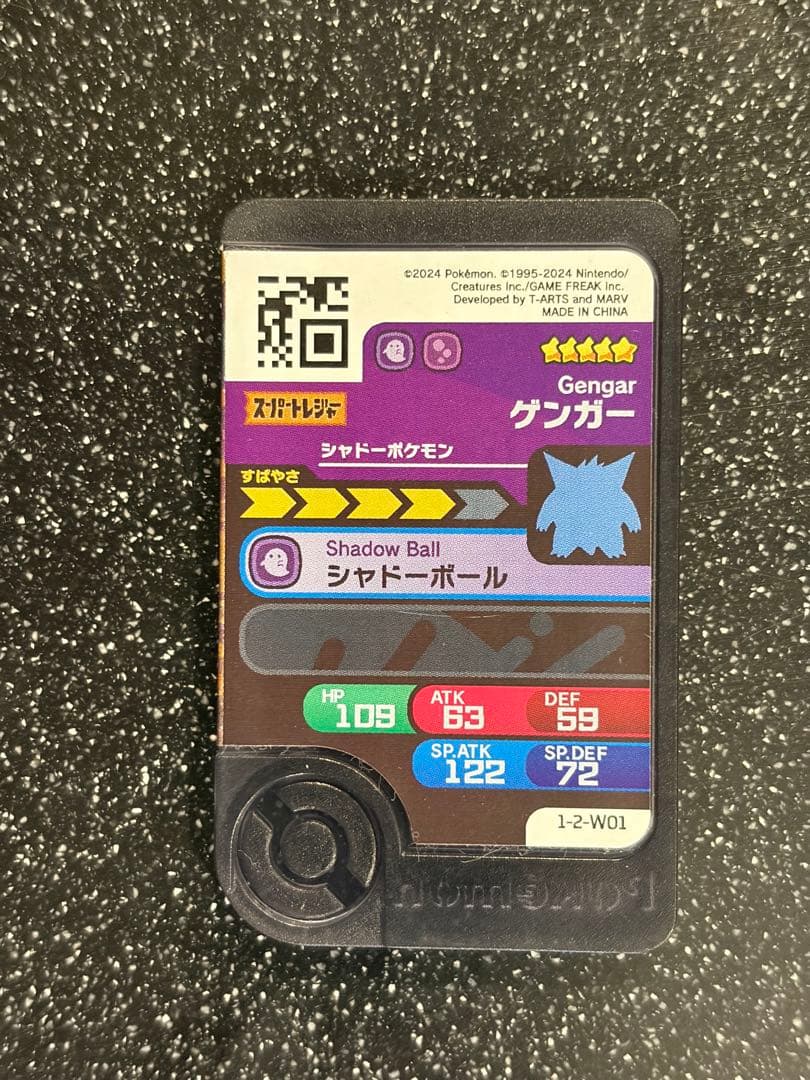 ©2024 Pokémon. ©1995-2024 Nintendo/
Creatures Inc./GAME FREAK inc.
Developed by T-ARTS and MARV
MADE IN CHINA
Gengar
スーパートレジャー
ゲンガー
シャドーポケモン
すばやさ
Shadow Ball
シャドーボール
HP
109
ATK
63
DEF
59
SP.ATK
122
SP.DEF
72
1-2-W01
Pokémon